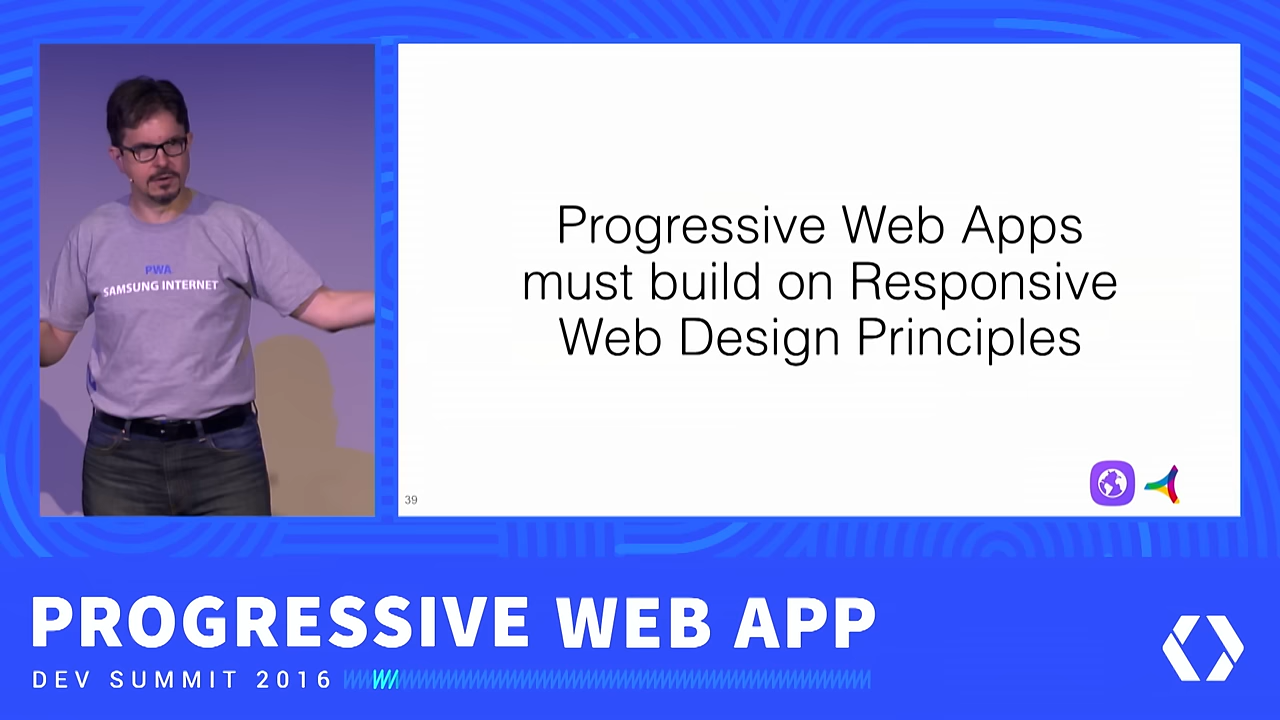 PWA
SAMSUNG INTERNET
Progressive Web Apps
must build on Responsive
Web Design Principles
39
PROGRESSIVE WEB APP
DEV SUMMIT 2016